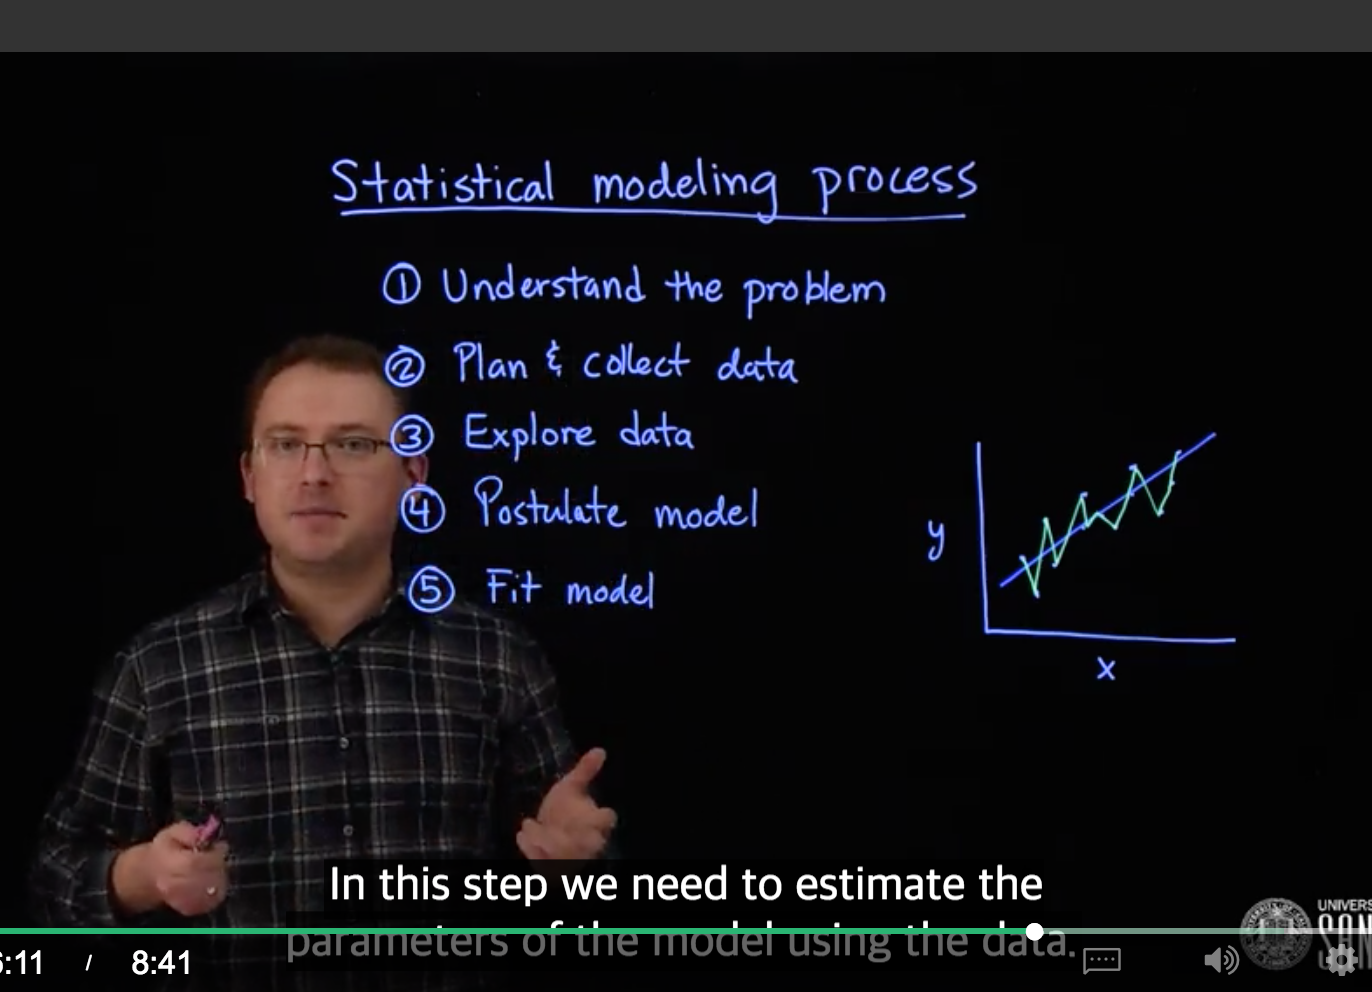 Statistical modeling process
① Understand the problem
② Plan & collect data
③ Explore data
④ Postulate model
⑤ Fit model
y
x
In this step we need to estimate the
parameters of the model using the data.
:11 / 8:41